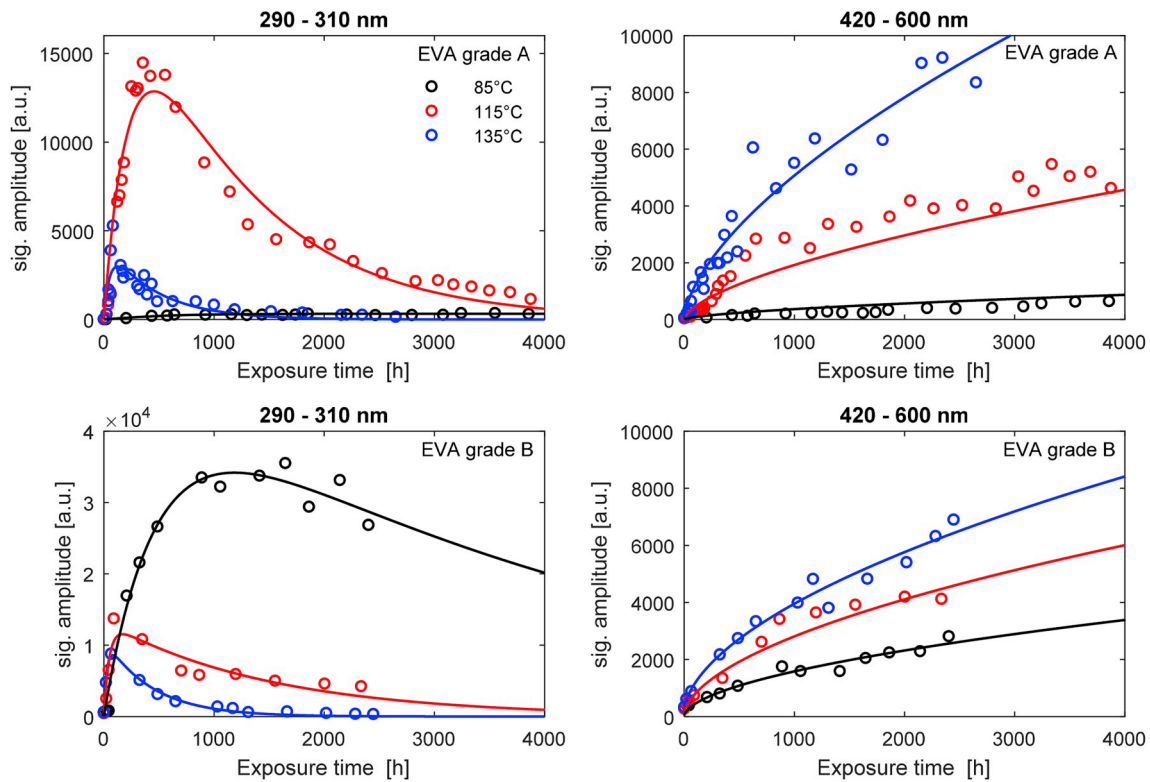 290 - 310 nm
EVA grade A
85°C
115°C
135°C
sig. amplitude [a.u.]
15000
10000
5000
0
0 1000 2000 3000 4000
Exposure time [h]
420 - 600 nm
EVA grade A
sig. amplitude [a.u.]
10000
8000
6000
4000
2000
0
0 1000 2000 3000 4000
Exposure time [h]
290 - 310 nm
× 10⁴
EVA grade B
sig. amplitude [a.u.]
4
3
2
1
0
0 1000 2000 3000 4000
Exposure time [h]
420 - 600 nm
EVA grade B
sig. amplitude [a.u.]
10000
8000
6000
4000
2000
0
0 1000 2000 3000 4000
Exposure time [h]